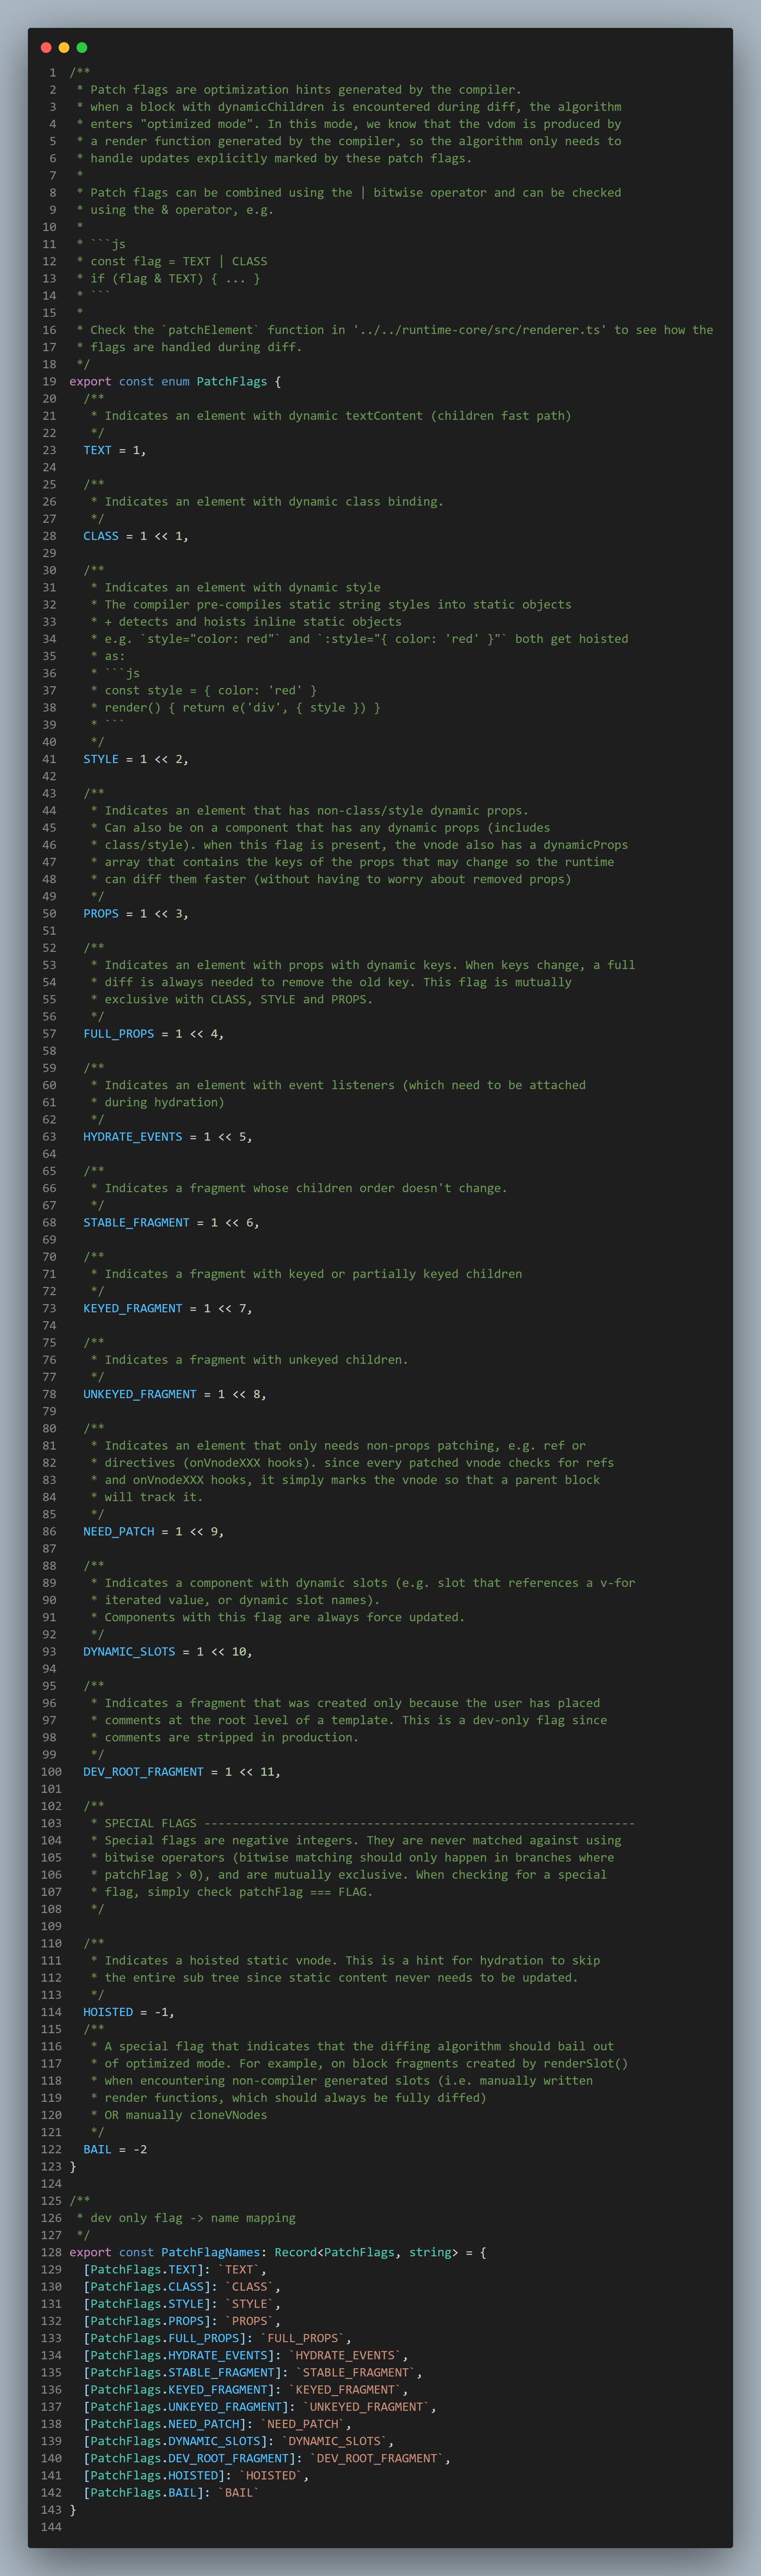 1 /**
2  * Patch flags are optimization hints generated by the compiler.
3  * when a block with dynamicChildren is encountered during diff, the algorithm
4  * enters "optimized mode". In this mode, we know that the vdom is produced by
5  * a render function generated by the compiler, so the algorithm only needs to
6  * handle updates explicitly marked by these patch flags.
7  *
8  * Patch flags can be combined using the | bitwise operator and can be checked
9  * using the & operator, e.g.
10  *
11  * ```js
12  * const flag = TEXT | CLASS
13  * if (flag & TEXT) { ... }
14  * ```
15  *
16  * Check the `patchElement` function in '../../runtime-core/src/renderer.ts' to see how the
17  * flags are handled during diff.
18  */
19 export const enum PatchFlags {
20   /**
21    * Indicates an element with dynamic textContent (children fast path)
22    */
23   TEXT = 1,
24
25   /**
26    * Indicates an element with dynamic class binding.
27    */
28   CLASS = 1 << 1,
29
30   /**
31    * Indicates an element with dynamic style
32    * The compiler pre-compiles static string styles into static objects
33    * + detects and hoists inline static objects
34    * e.g. `style="color: red"` and `:style="{ color: 'red' }"` both get hoisted
35    * as:
36    * ```js
37    * const style = { color: 'red' }
38    * render() { return e('div', { style }) }
39    * ```
40    */
41   STYLE = 1 << 2,
42
43   /**
44    * Indicates an element that has non-class/style dynamic props.
45    * Can also be on a component that has any dynamic props (includes
46    * class/style). when this flag is present, the vnode also has a dynamicProps
47    * array that contains the keys of the props that may change so the runtime
48    * can diff them faster (without having to worry about removed props)
49    */
50   PROPS = 1 << 3,
51
52   /**
53    * Indicates an element with props with dynamic keys. When keys change, a full
54    * diff is always needed to remove the old key. This flag is mutually
55    * exclusive with CLASS, STYLE and PROPS.
56    */
57   FULL_PROPS = 1 << 4,
58
59   /**
60    * Indicates an element with event listeners (which need to be attached
61    * during hydration)
62    */
63   HYDRATE_EVENTS = 1 << 5,
64
65   /**
66    * Indicates a fragment whose children order doesn't change.
67    */
68   STABLE_FRAGMENT = 1 << 6,
69
70   /**
71    * Indicates a fragment with keyed or partially keyed children
72    */
73   KEYED_FRAGMENT = 1 << 7,
74
75   /**
76    * Indicates a fragment with unkeyed children.
77    */
78   UNKEYED_FRAGMENT = 1 << 8,
79
80   /**
81    * Indicates an element that only needs non-props patching, e.g. ref or
82    * directives (onVnodeXXX hooks). since every patched vnode checks for refs
83    * and onVnodeXXX hooks, it simply marks the vnode so that a parent block
84    * will track it.
85    */
86   NEED_PATCH = 1 << 9,
87
88   /**
89    * Indicates a component with dynamic slots (e.g. slot that references a v-for
90    * iterated value, or dynamic slot names).
91    * Components with this flag are always force updated.
92    */
93   DYNAMIC_SLOTS = 1 << 10,
94
95   /**
96    * Indicates a fragment that was created only because the user has placed
97    * comments at the root level of a template. This is a dev-only flag since
98    * comments are stripped in production.
99    */
100   DEV_ROOT_FRAGMENT = 1 << 11,
101
102   /**
103    * SPECIAL FLAGS -------------------------------------------------------------
104    * Special flags are negative integers. They are never matched against using
105    * bitwise operators (bitwise matching should only happen in branches where
106    * patchFlag > 0), and are mutually exclusive. When checking for a special
107    * flag, simply check patchFlag === FLAG.
108    */
109
110   /**
111    * Indicates a hoisted static vnode. This is a hint for hydration to skip
112    * the entire sub tree since static content never needs to be updated.
113    */
114   HOISTED = -1,
115   /**
116    * A special flag that indicates that the diffing algorithm should bail out
117    * of optimized mode. For example, on block fragments created by renderSlot()
118    * when encountering non-compiler generated slots (i.e. manually written
119    * render functions, which should always be fully diffed)
120    * OR manually cloneVNodes
121    */
122   BAIL = -2
123 }
124
125 /**
126  * dev only flag -> name mapping
127  */
128 export const PatchFlagNames: Record<PatchFlags, string> = {
129   [PatchFlags.TEXT]: `TEXT`,
130   [PatchFlags.CLASS]: `CLASS`,
131   [PatchFlags.STYLE]: `STYLE`,
132   [PatchFlags.PROPS]: `PROPS`,
133   [PatchFlags.FULL_PROPS]: `FULL_PROPS`,
134   [PatchFlags.HYDRATE_EVENTS]: `HYDRATE_EVENTS`,
135   [PatchFlags.STABLE_FRAGMENT]: `STABLE_FRAGMENT`,
136   [PatchFlags.KEYED_FRAGMENT]: `KEYED_FRAGMENT`,
137   [PatchFlags.UNKEYED_FRAGMENT]: `UNKEYED_FRAGMENT`,
138   [PatchFlags.NEED_PATCH]: `NEED_PATCH`,
139   [PatchFlags.DYNAMIC_SLOTS]: `DYNAMIC_SLOTS`,
140   [PatchFlags.DEV_ROOT_FRAGMENT]: `DEV_ROOT_FRAGMENT`,
141   [PatchFlags.HOISTED]: `HOISTED`,
142   [PatchFlags.BAIL]: `BAIL`
143 }
144